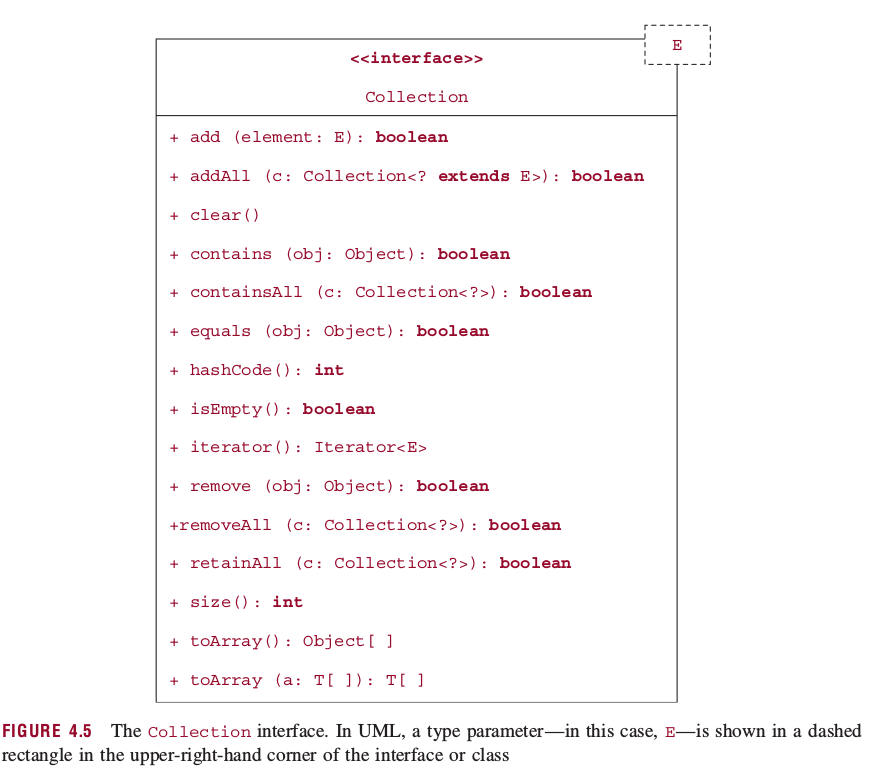 E
<<interface>>
Collection
+ add (element: E): boolean
+ addAll (c: Collection<? extends E>): boolean
+ clear()
+ contains (obj: Object): boolean
+ containsAll (c: Collection<?>): boolean
+ equals (obj: Object): boolean
+ hashCode(): int
+ isEmpty(): boolean
+ iterator(): Iterator<E>
+ remove (obj: Object): boolean
+removeAll (c: Collection<?>): boolean
+ retainAll (c: Collection<?>): boolean
+ size(): int
+ toArray(): Object[ ]
+ toArray (a: T[ ]): T[ ]
FIGURE 4.5 The Collection interface. In UML, a type parameter—in this case, E—is shown in a dashed
rectangle in the upper-right-hand corner of the interface or class